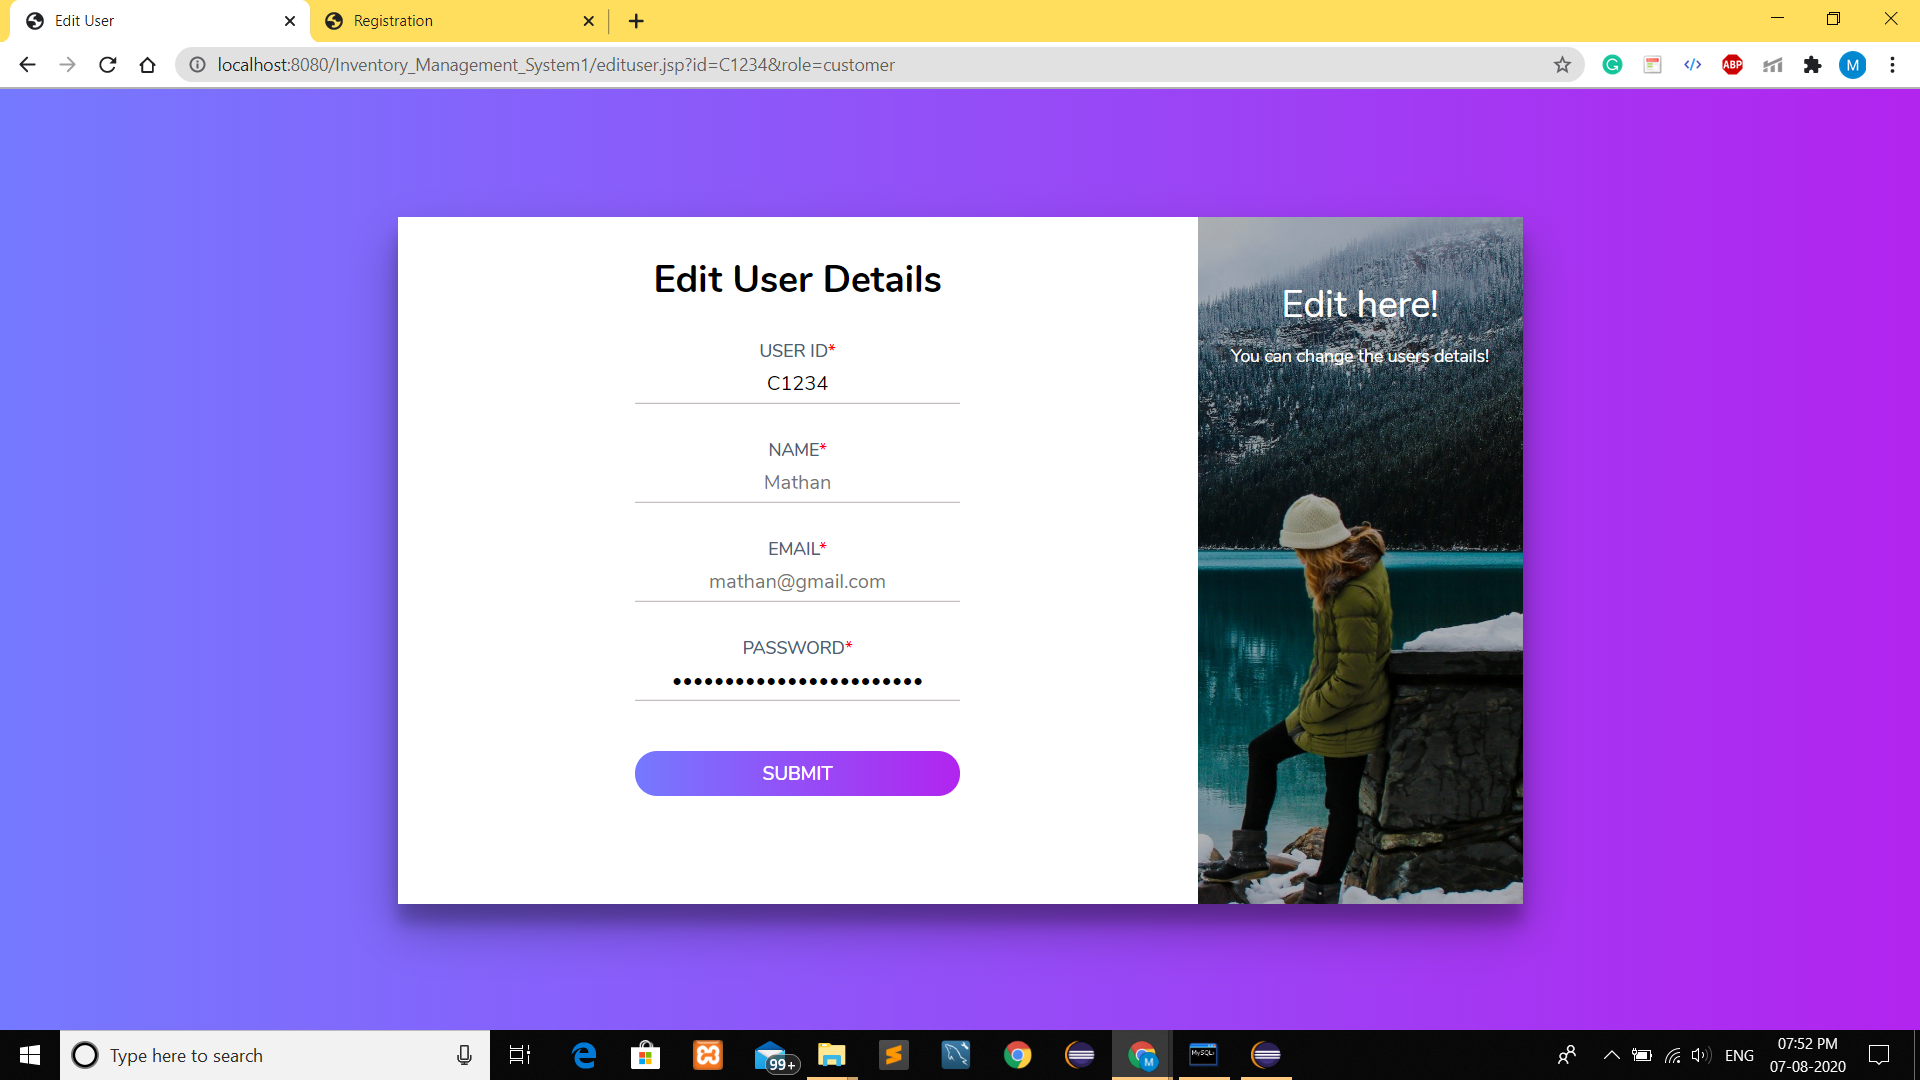 Edit User
Registration
localhost:8080/Inventory_Management_System1/edituser.jsp?id=C1234&role=customer
ABP
M
Edit User Details
USER ID*
C1234
NAME*
Mathan
EMAIL*
mathan@gmail.com
PASSWORD*
••••••••••••••••••••••••
SUBMIT
Edit here!
You can change the users details!
Type here to search
99+
M
MySQL
ENG
07:52 PM
07-08-2020